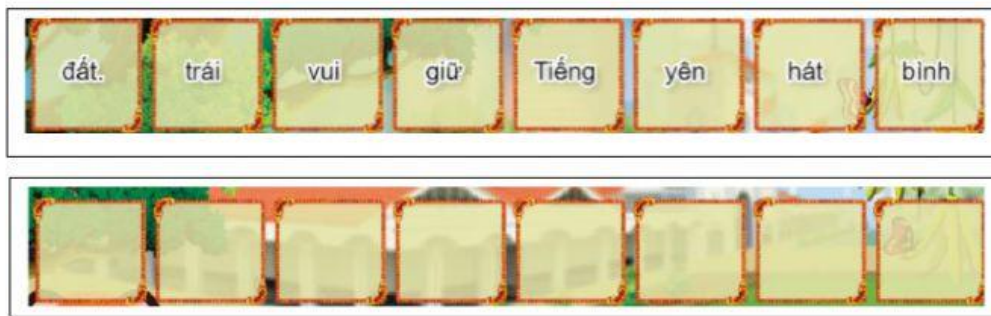 đất. trái vui giữ Tiếng yên hát bình